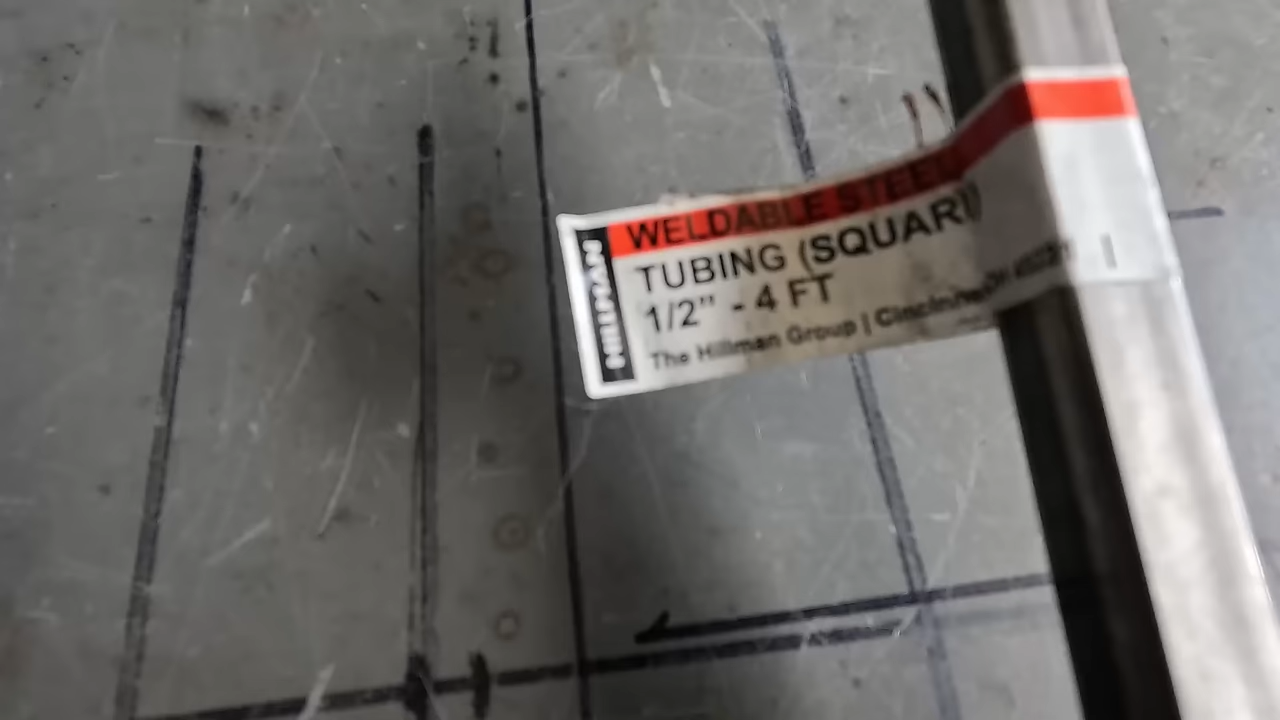 HILLMAN
WELDABLE STEEL
TUBING (SQUARE)
1/2" - 4 FT
The Hillman Group |